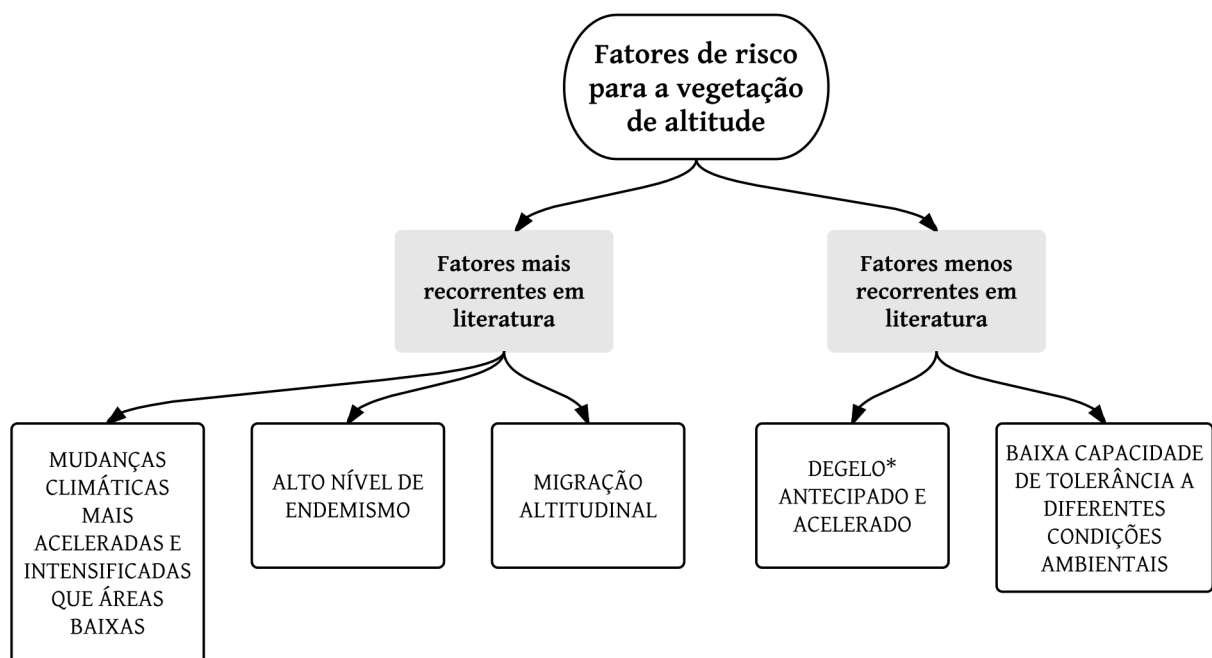 Fatores de risco
para a vegetação
de altitude
Fatores mais
recorrentes em
literatura
Fatores menos
recorrentes em
literatura
MUDANÇAS
CLIMÁTICAS
MAIS
ACELERADAS E
INTENSIFICADAS
QUE ÁREAS
BAIXAS
ALTO NÍVEL DE
ENDEMISMO
MIGRAÇÃO
ALTITUDINAL
DEGELO*
ANTECIPADO E
ACELERADO
BAIXA CAPACIDADE
DE TOLERÂNCIA A
DIFERENTES
CONDIÇÕES
AMBIENTAIS